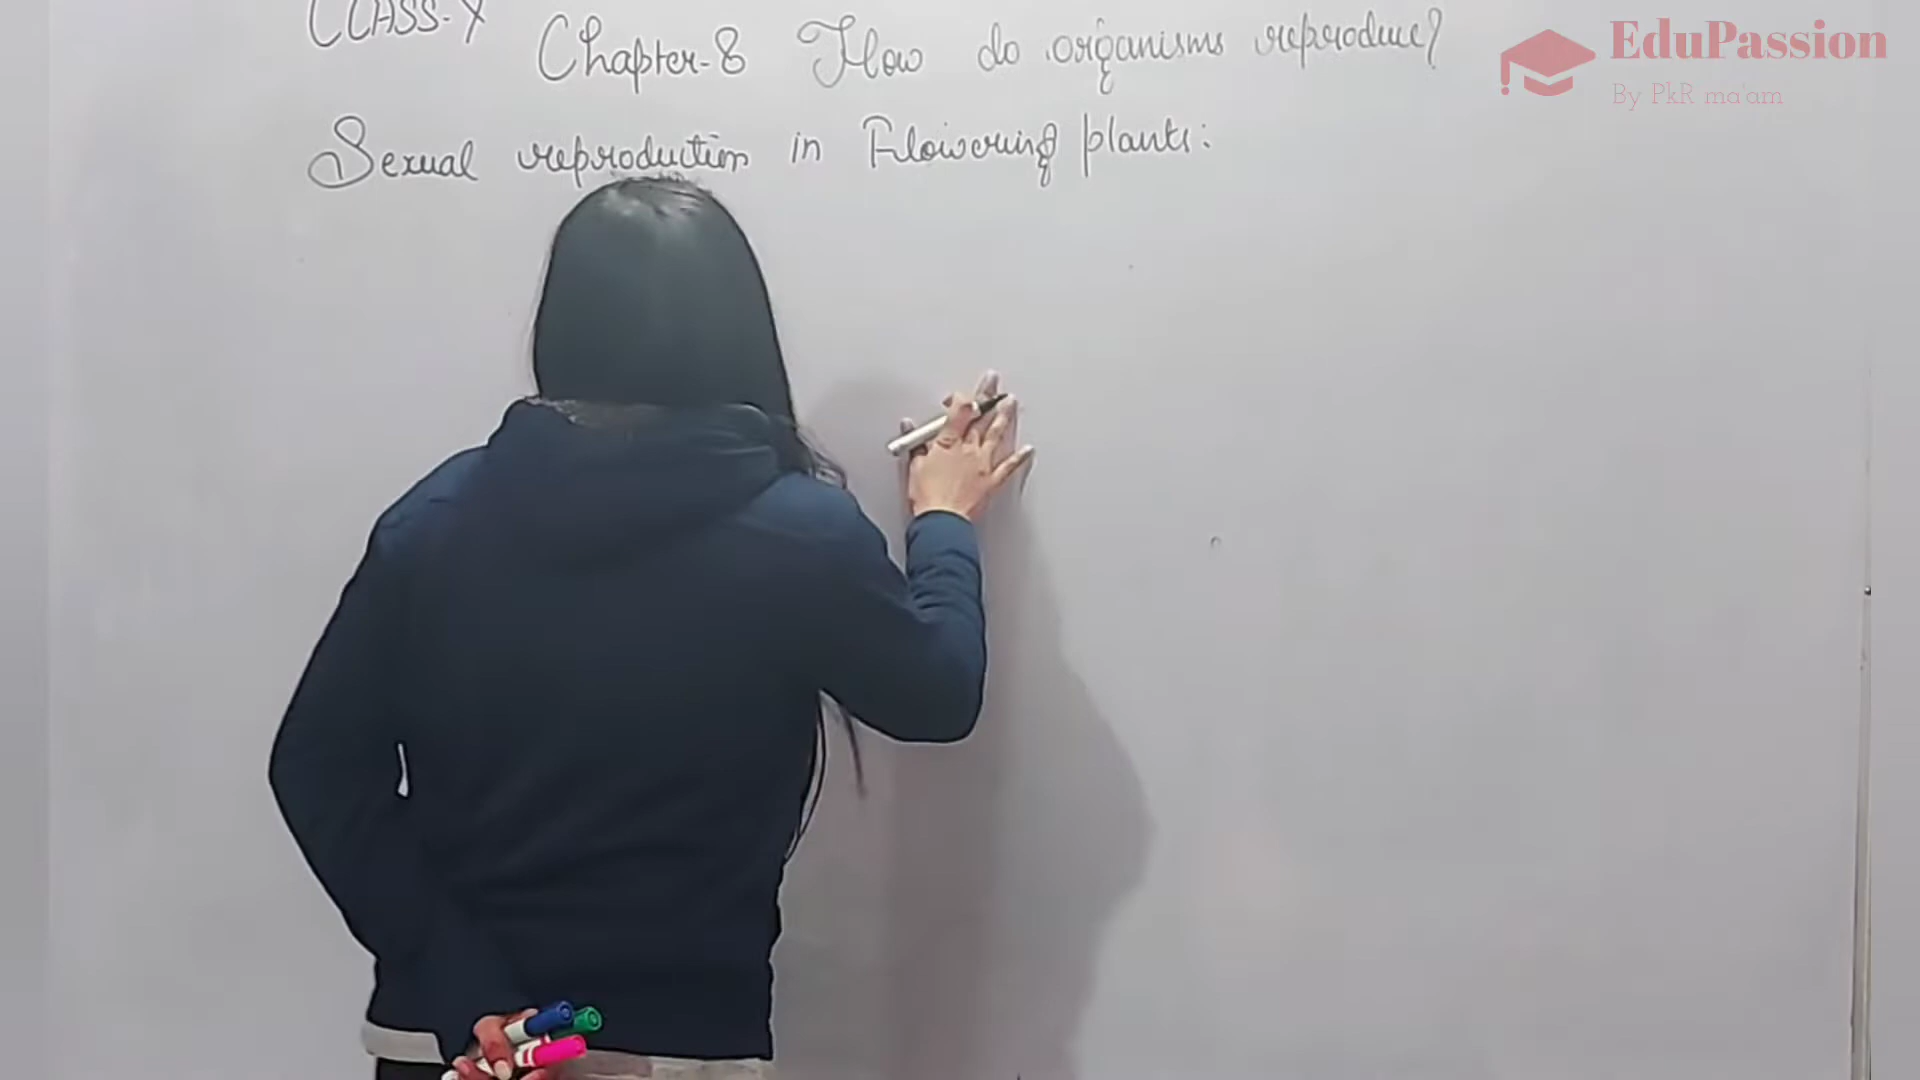 CLASS-X
Chapter-8 How do organisms reproduce?
Sexual reproduction in Flowering plants:
EduPassion
By PkR ma'am